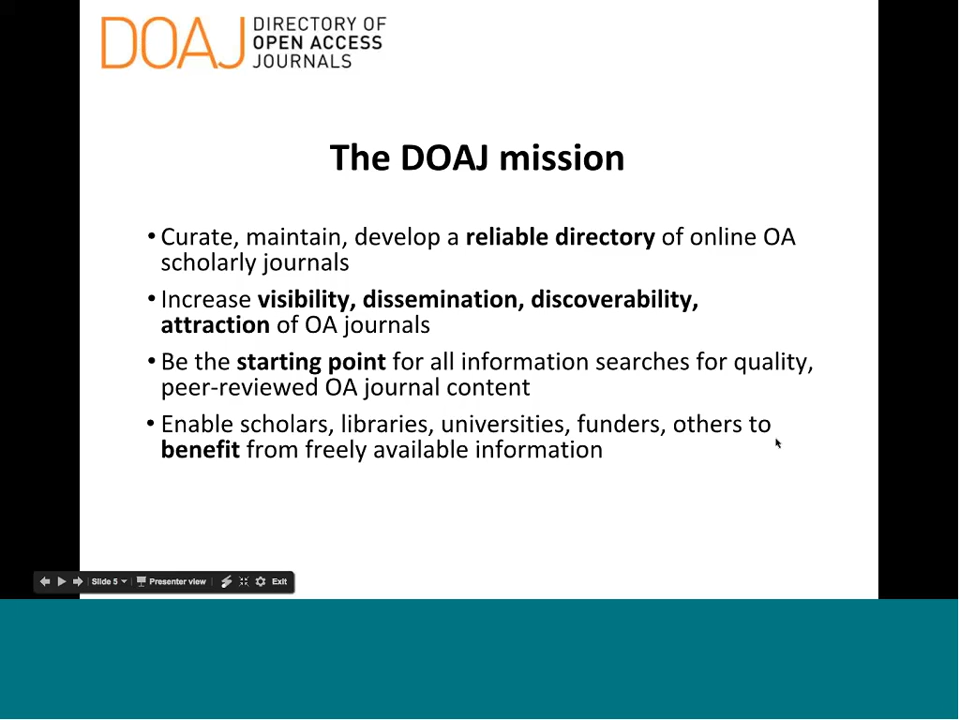 DOAJ
DIRECTORY OF
OPEN ACCESS
JOURNALS
The DOAJ mission
• Curate, maintain, develop a reliable directory of online OA
scholarly journals
• Increase visibility, dissemination, discoverability,
attraction of OA journals
• Be the starting point for all information searches for quality,
peer-reviewed OA journal content
• Enable scholars, libraries, universities, funders, others to
benefit from freely available information
Slide 5
Presenter view
Exit